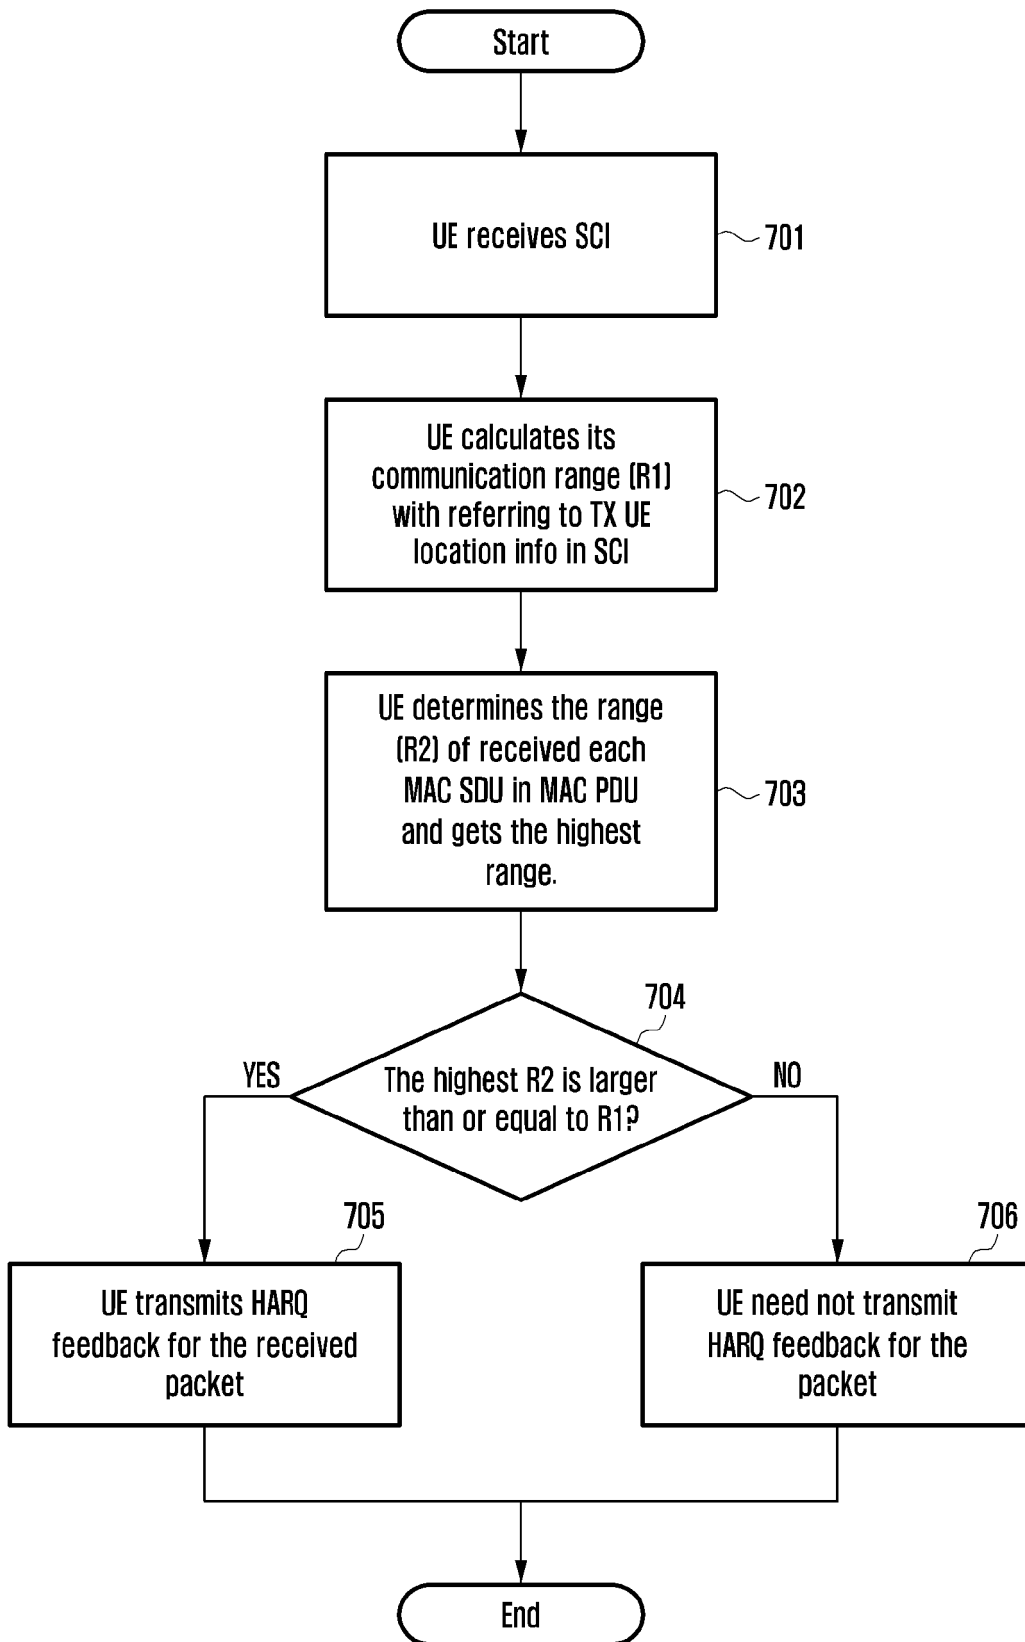 Start
UE receives SCI
701
UE calculates its
communication range (R1)
with referring to TX UE
location info in SCI
702
UE determines the range
(R2) of received each
MAC SDU in MAC PDU
and gets the highest
range.
703
704
YES
The highest R2 is larger
than or equal to R1?
NO
705
UE transmits HARQ
feedback for the received
packet
706
UE need not transmit
HARQ feedback for the
packet
End